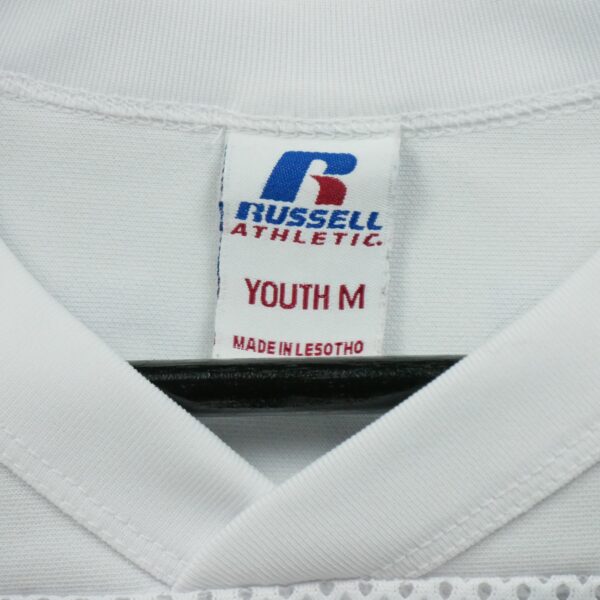 RUSSELL
ATHLETIC.
YOUTH M
MADE IN LESOTHO